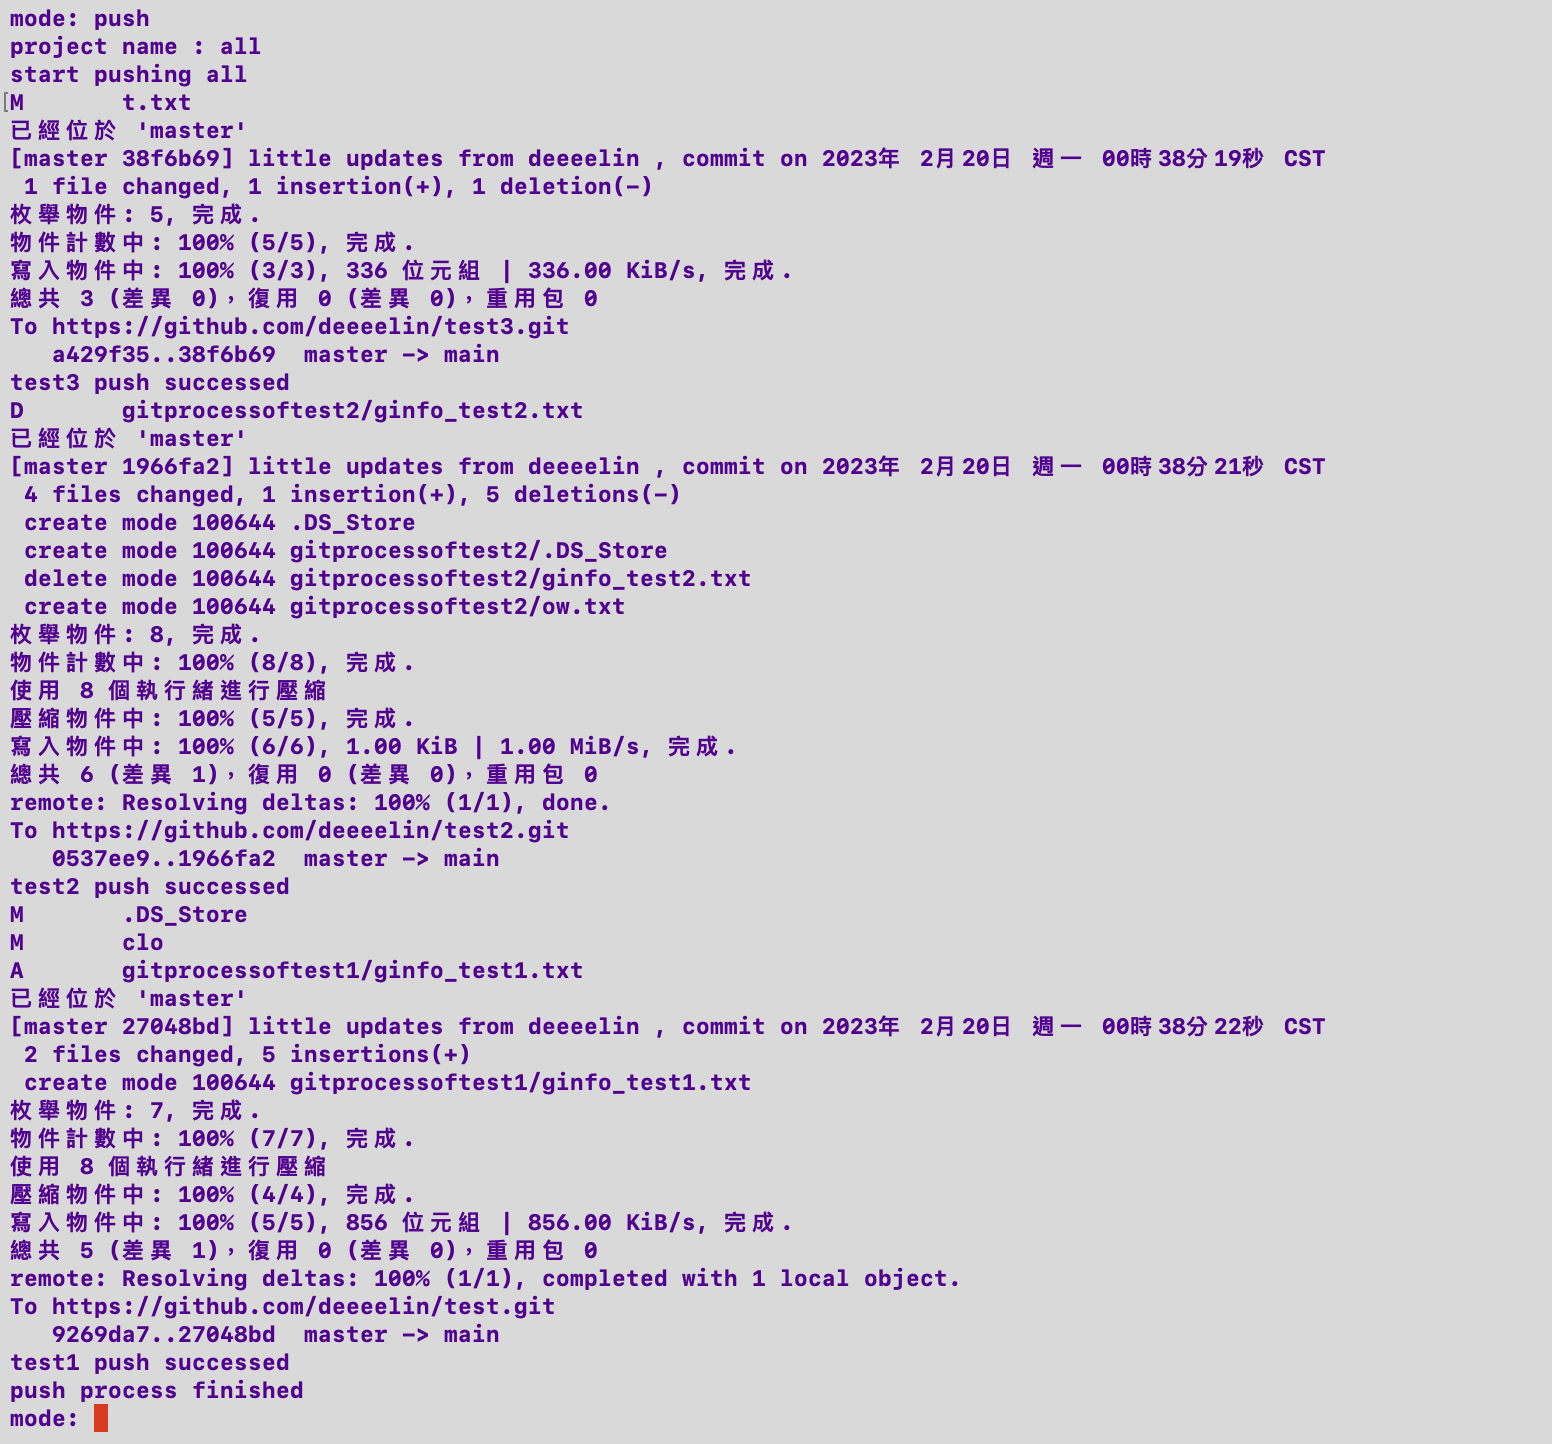 mode: push
project name : all
start pushing all
M       t.txt
已經位於 'master'
[master 38f6b69] little updates from deeeelin , commit on 2023年 2月20日 週一 00時38分19秒 CST
 1 file changed, 1 insertion(+), 1 deletion(-)
枚舉物件: 5, 完成.
物件計數中: 100% (5/5), 完成.
寫入物件中: 100% (3/3), 336 位元組 | 336.00 KiB/s, 完成.
總共 3 (差異 0)，復用 0 (差異 0)，重用包 0
To https://github.com/deeeelin/test3.git
   a429f35..38f6b69  master -> main
test3 push successed
D       gitprocessoftest2/ginfo_test2.txt
已經位於 'master'
[master 1966fa2] little updates from deeeelin , commit on 2023年 2月20日 週一 00時38分21秒 CST
 4 files changed, 1 insertion(+), 5 deletions(-)
 create mode 100644 .DS_Store
 create mode 100644 gitprocessoftest2/.DS_Store
 delete mode 100644 gitprocessoftest2/ginfo_test2.txt
 create mode 100644 gitprocessoftest2/ow.txt
枚舉物件: 8, 完成.
物件計數中: 100% (8/8), 完成.
使用 8 個執行緒進行壓縮
壓縮物件中: 100% (5/5), 完成.
寫入物件中: 100% (6/6), 1.00 KiB | 1.00 MiB/s, 完成.
總共 6 (差異 1)，復用 0 (差異 0)，重用包 0
remote: Resolving deltas: 100% (1/1), done.
To https://github.com/deeeelin/test2.git
   0537ee9..1966fa2  master -> main
test2 push successed
M       .DS_Store
M       clo
A       gitprocessoftest1/ginfo_test1.txt
已經位於 'master'
[master 27048bd] little updates from deeeelin , commit on 2023年 2月20日 週一 00時38分22秒 CST
 2 files changed, 5 insertions(+)
 create mode 100644 gitprocessoftest1/ginfo_test1.txt
枚舉物件: 7, 完成.
物件計數中: 100% (7/7), 完成.
使用 8 個執行緒進行壓縮
壓縮物件中: 100% (4/4), 完成.
寫入物件中: 100% (5/5), 856 位元組 | 856.00 KiB/s, 完成.
總共 5 (差異 1)，復用 0 (差異 0)，重用包 0
remote: Resolving deltas: 100% (1/1), completed with 1 local object.
To https://github.com/deeeelin/test.git
   9269da7..27048bd  master -> main
test1 push successed
push process finished
mode: